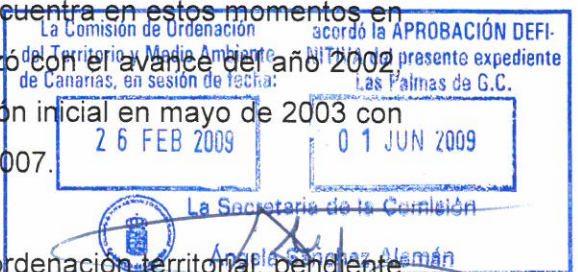 cuentra en estos momentos en
La Comisión de Ordenación
del Territorio y Medio Ambiente
de Canarias, en sesión de fecha:
acordó la APROBACIÓN DEFI-
NITIVA del presente expediente
Las Palmas de G.C.
ó con el avance del año 2002,
ón inicial en mayo de 2003 con
26 FEB 2009
01 JUN 2009
007.
La Secretaria de la Comisión
Ángela Sánchez Alemán
ordenación territorial, pendiente